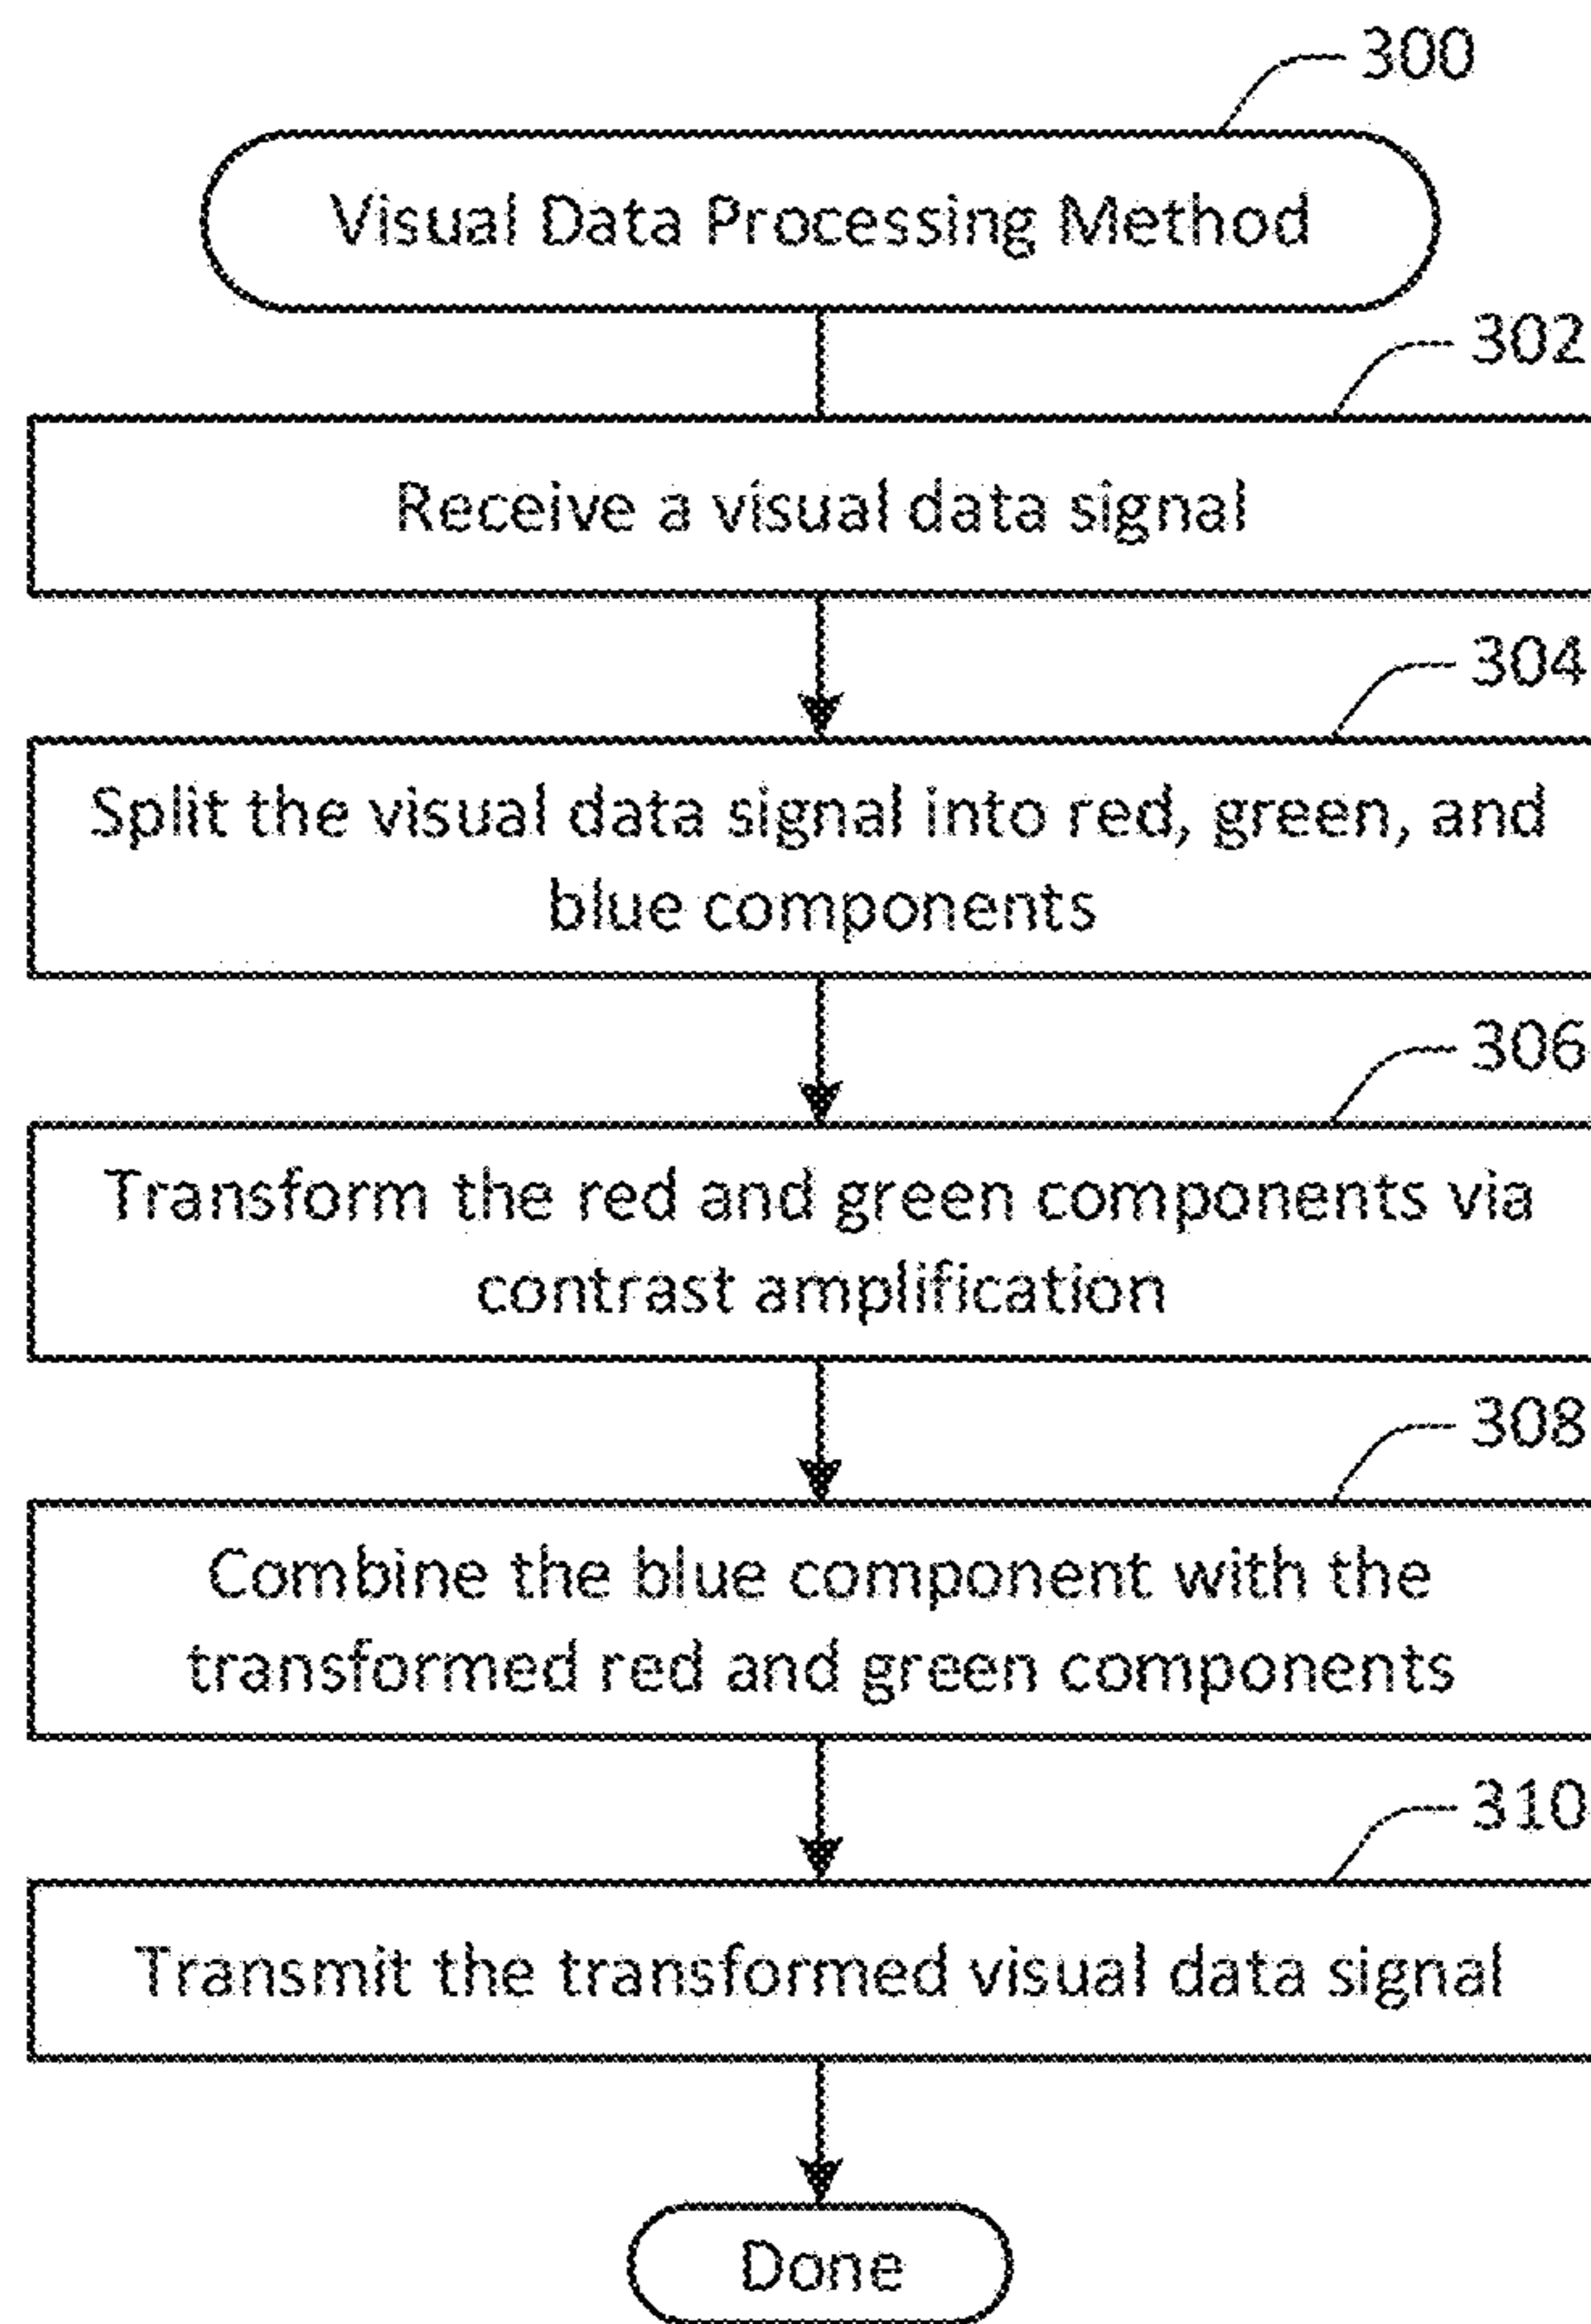 300
Visual Data Processing Method
302
Receive a visual data signal
304
Split the visual data signal into red, green, and
blue components
306
Transform the red and green components via
contrast amplification
308
Combine the blue component with the
transformed red and green components
310
Transmit the transformed visual data signal
Done